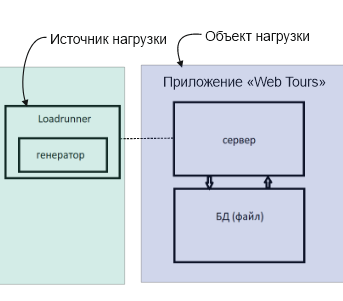 Источник нагрузки
Объект нагрузки
Приложение «Web Tours»
Loadrunner
генератор
сервер
БД (файл)